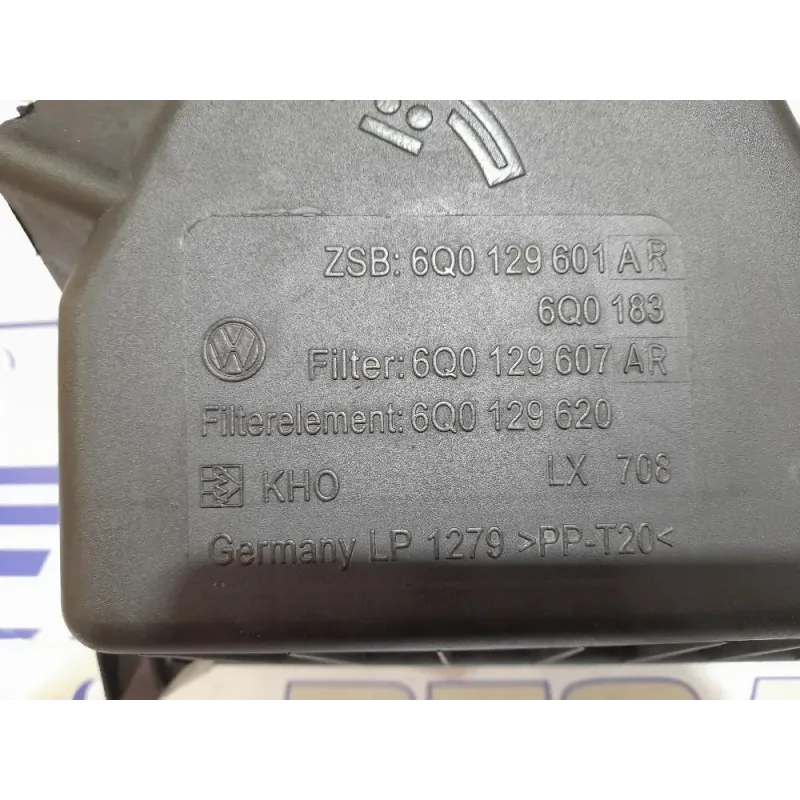 ZSB: 6Q0 129 601 AR
6Q0 183
Filter: 6Q0 129 607 AR
Filterelement: 6Q0 129 620
KHO LX 708
Germany LP 1279 >PP-T20<